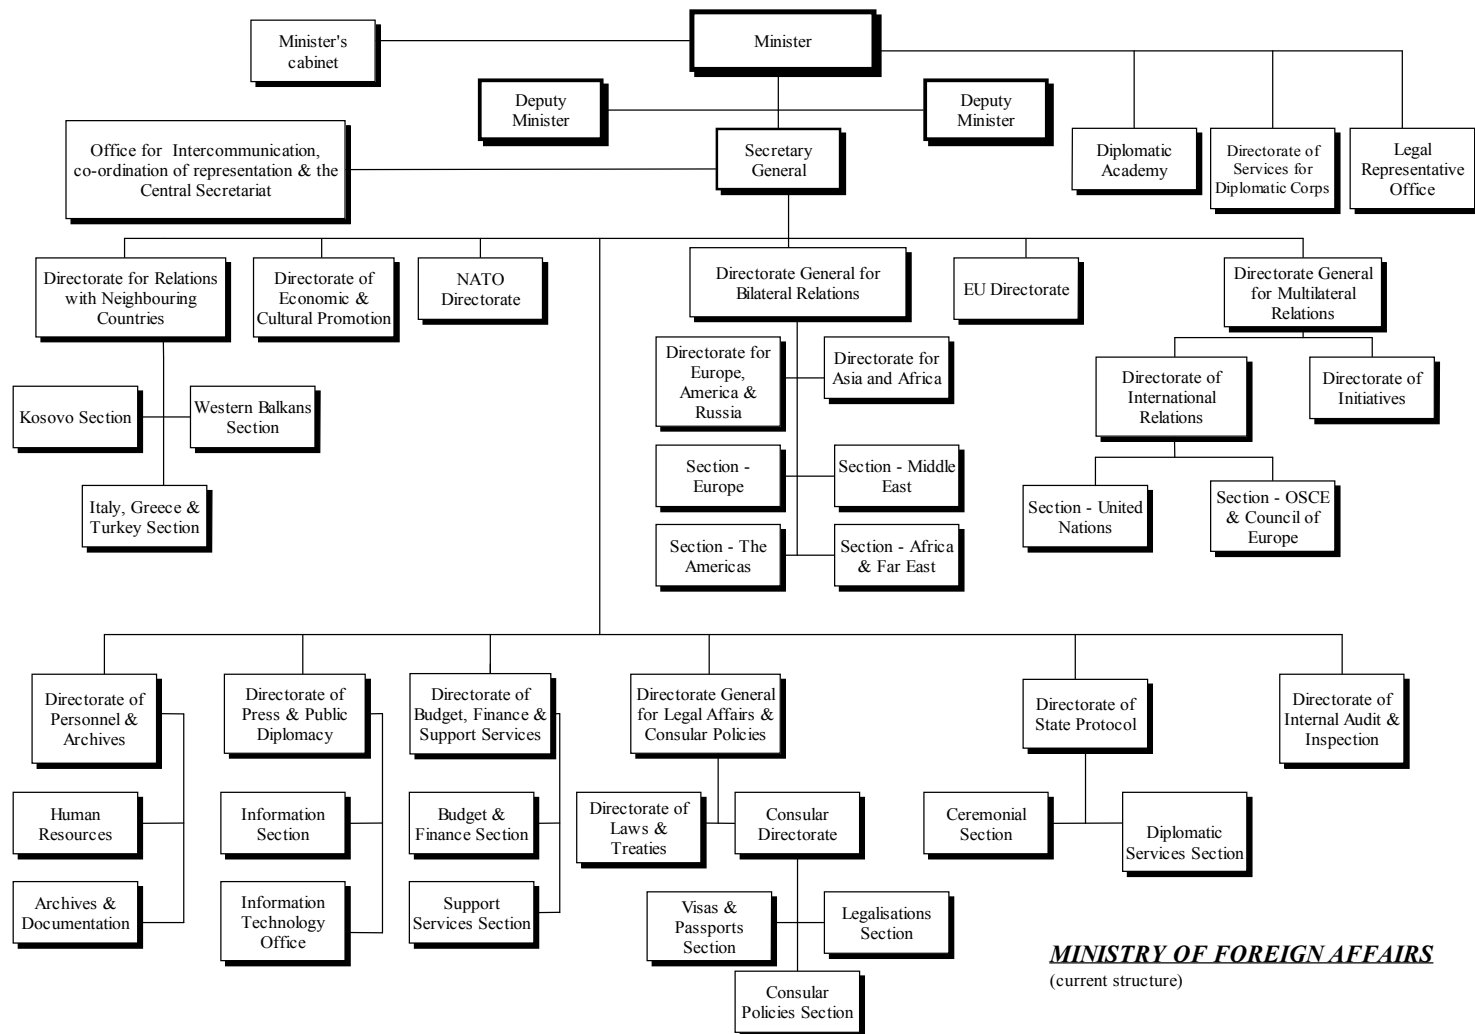 Minister's
cabinet
Minister
Deputy
Minister
Deputy
Minister
Office for Intercommunication,
co-ordination of representation & the
Central Secretariat
Secretary
General
Diplomatic
Academy
Directorate of
Services for
Diplomatic Corps
Legal
Representative
Office
Directorate for Relations
with Neighbouring
Countries
Directorate of
Economic &
Cultural Promotion
NATO
Directorate
Directorate General for
Bilateral Relations
EU Directorate
Directorate General
for Multilateral
Relations
Kosovo Section
Western Balkans
Section
Italy, Greece &
Turkey Section
Directorate for
Europe,
America &
Russia
Directorate for
Asia and Africa
Section -
Europe
Section - Middle
East
Section - The
Americas
Section - Africa
& Far East
Directorate of
International
Relations
Directorate of
Initiatives
Section - United
Nations
Section - OSCE
& Council of
Europe
Directorate of
Personnel &
Archives
Directorate of
Press & Public
Diplomacy
Directorate of
Budget, Finance &
Support Services
Directorate General
for Legal Affairs &
Consular Policies
Directorate of
State Protocol
Directorate of
Internal Audit &
Inspection
Human
Resources
Information
Section
Budget &
Finance Section
Directorate of
Laws &
Treaties
Consular
Directorate
Ceremonial
Section
Diplomatic
Services Section
Archives &
Documentation
Information
Technology
Office
Support
Services Section
Visas &
Passports
Section
Legalisations
Section
Consular
Policies Section
MINISTRY OF FOREIGN AFFAIRS
(current structure)